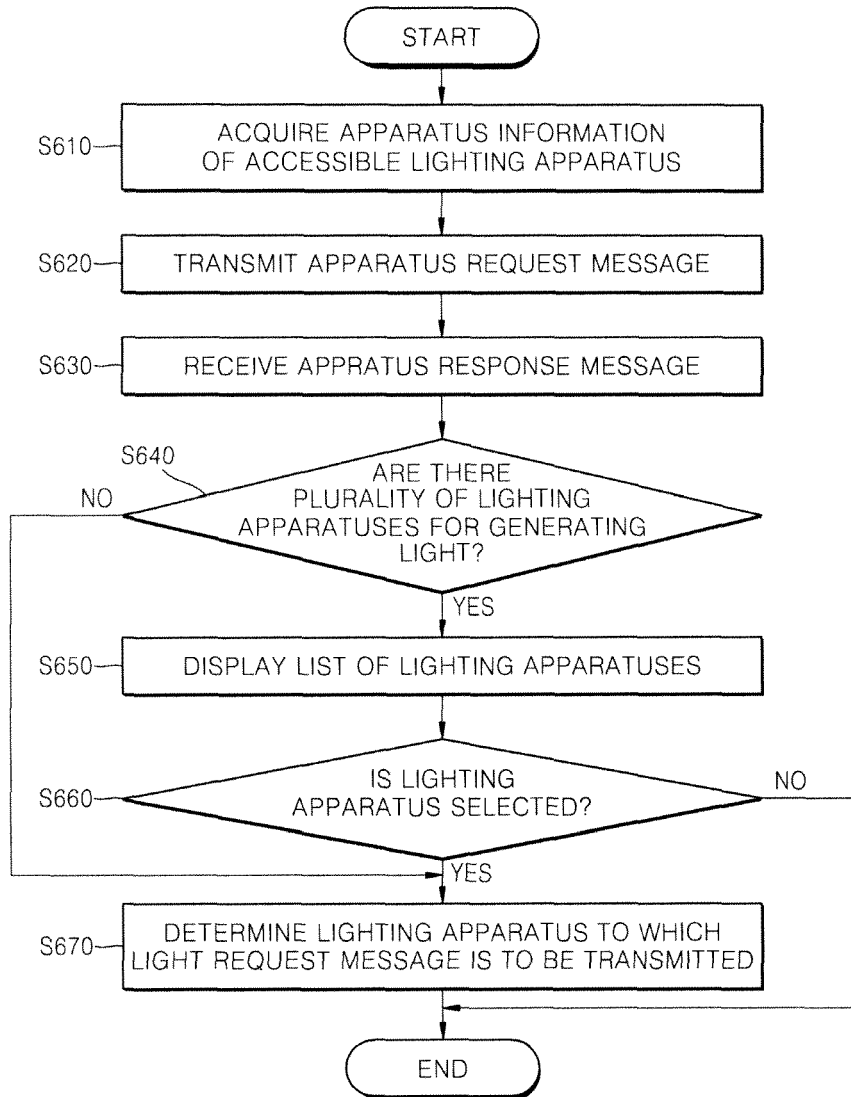 START
S610
ACQUIRE APPARATUS INFORMATION
OF ACCESSIBLE LIGHTING APPARATUS
S620
TRANSMIT APPARATUS REQUEST MESSAGE
S630
RECEIVE APPRATUS RESPONSE MESSAGE
S640
NO
ARE THERE
PLURALITY OF LIGHTING
APPARATUSES FOR GENERATING
LIGHT?
YES
S650
DISPLAY LIST OF LIGHTING APPARATUSES
S660
IS LIGHTING
APPARATUS SELECTED?
NO
YES
S670
DETERMINE LIGHTING APPARATUS TO WHICH
LIGHT REQUEST MESSAGE IS TO BE TRANSMITTED
END